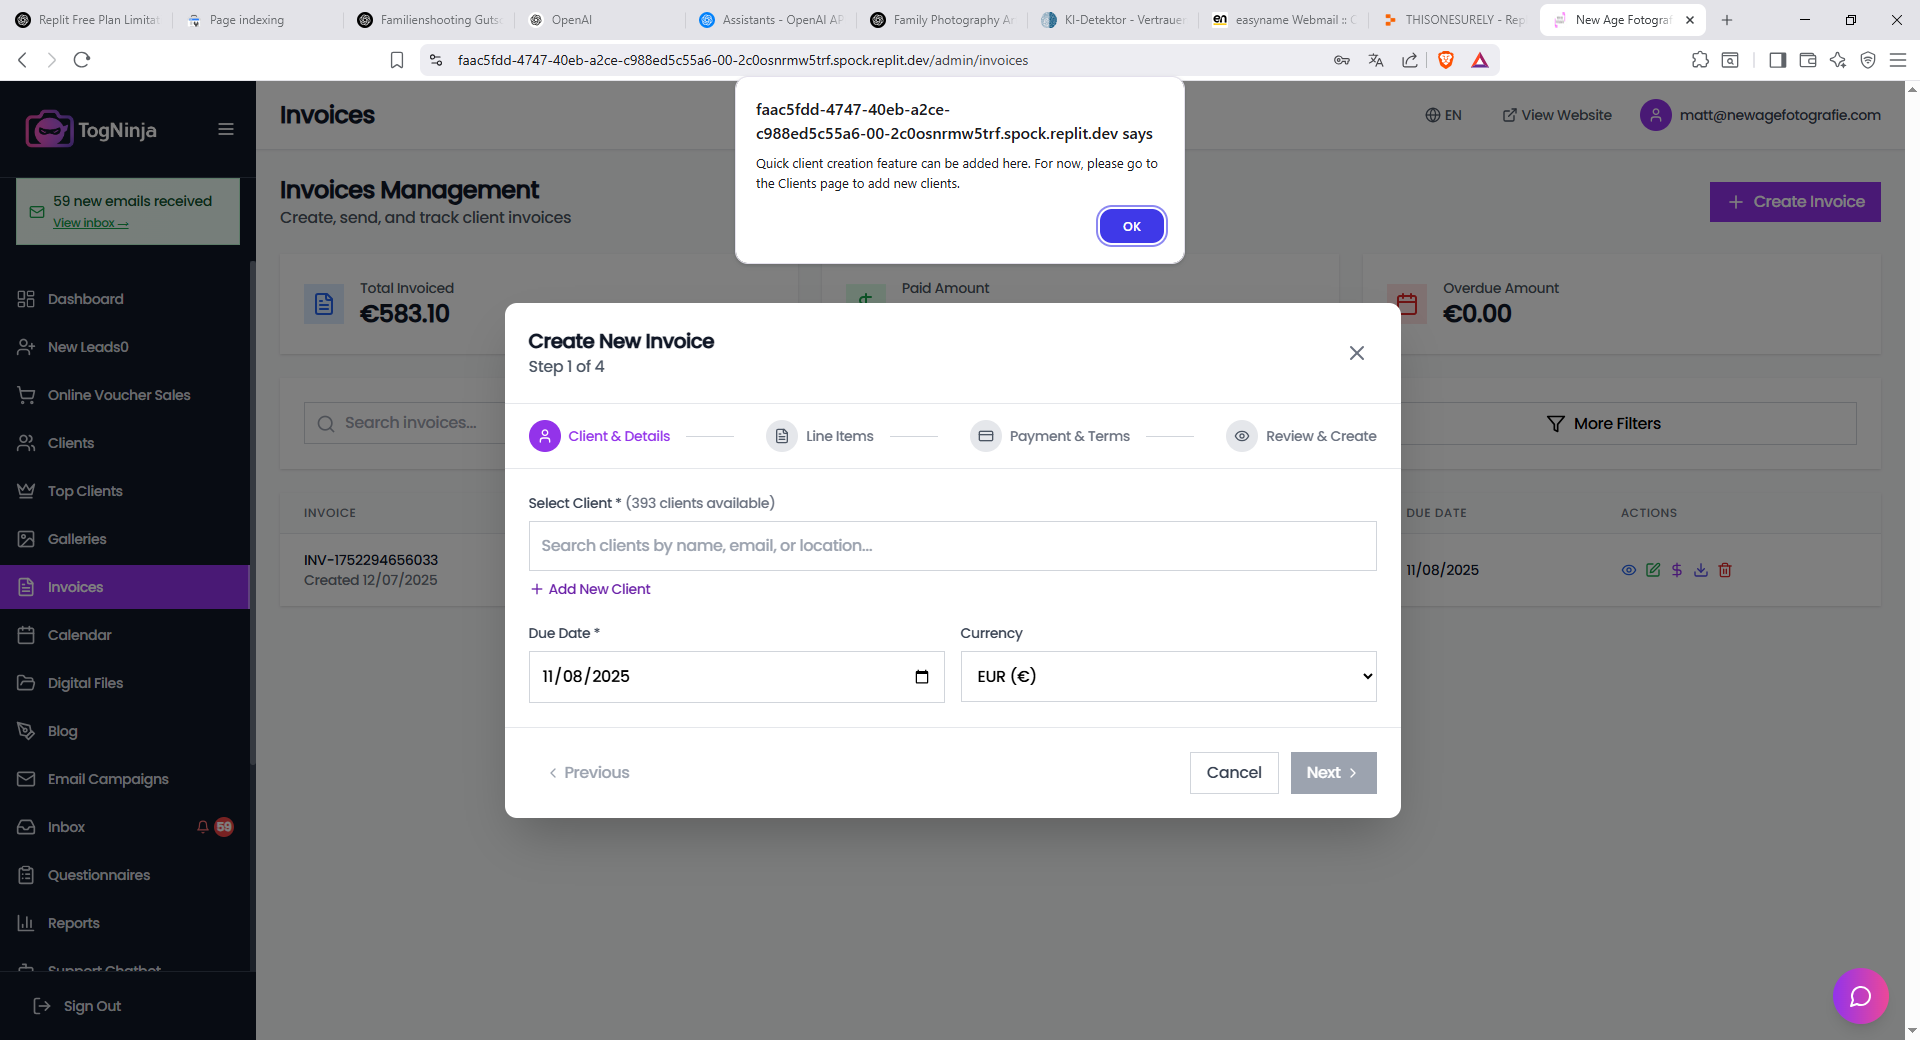 Replit Free Plan Limitat
Page indexing
Familienshooting Gutsc
OpenAI
Assistants - OpenAI AP
Family Photography Ar
KI-Detektor - Vertrauer
easyname Webmail :: C
THISONESURELY - Rep
New Age Fotograf
faac5fdd-4747-40eb-a2ce-c988ed5c55a6-00-2c0osnrmw5trf.spock.replit.dev/admin/invoices
faac5fdd-4747-40eb-a2ce-
c988ed5c55a6-00-2c0osnrmw5trf.spock.replit.dev says
Quick client creation feature can be added here. For now, please go to
the Clients page to add new clients.
OK
TogNinja
59 new emails received
View inbox →
Dashboard
New Leads0
Online Voucher Sales
Clients
Top Clients
Galleries
Invoices
Calendar
Digital Files
Blog
Email Campaigns
Inbox
59
Questionnaires
Reports
Support Chatbot
Sign Out
Invoices
EN
View Website
matt@newagefotografie.com
Invoices Management
Create, send, and track client invoices
Create Invoice
Total Invoiced
€583.10
Paid Amount
Overdue Amount
€0.00
Search invoices...
More Filters
INVOICE
DUE DATE
ACTIONS
INV-1752294656033
Created 12/07/2025
11/08/2025
Create New Invoice
Step 1 of 4
Client & Details
Line Items
Payment & Terms
Review & Create
Select Client * (393 clients available)
Search clients by name, email, or location...
+ Add New Client
Due Date *
Currency
11/08/2025
EUR (€)
Previous
Cancel
Next